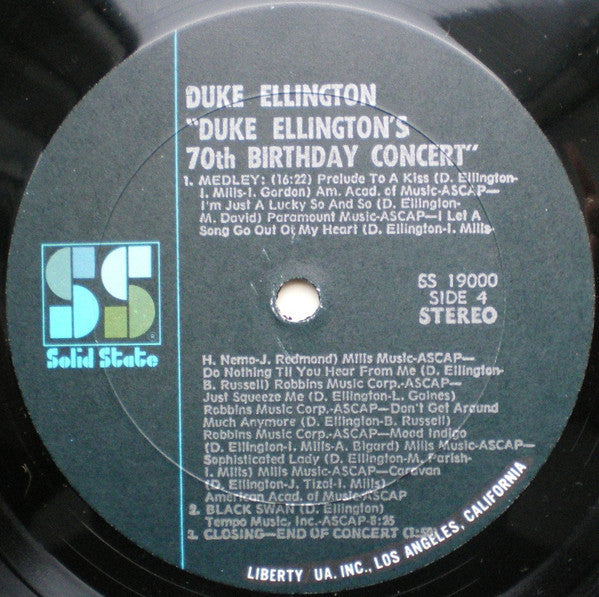 DUKE ELLINGTON
"DUKE ELLINGTON'S
70th BIRTHDAY CONCERT"
1. MEDLEY: (16:22) Prelude To A Kiss (D. Ellington-
I. Mills-I. Gordon) Am. Acad. of Music-ASCAP—
I'm Just A Lucky So And So (D. Ellington-
M. David) Paramount Music-ASCAP—I Let A
Song Go Out Of My Heart (D. Ellington-I. Mills-
SS
Solid State
SS 19000
SIDE 4
STEREO
H. Nemo-J. Redmond) Mills Music-ASCAP—
Do Nothing Til You Hear From Me (D. Ellington-
B. Russell) Robbins Music Corp.-ASCAP—
Just Squeeze Me (D. Ellington-L. Gaines)
Robbins Music Corp.-ASCAP—Don't Get Around
Much Anymore (D. Ellington-B. Russell)
Robbins Music Corp.-ASCAP—Mood Indigo
(D. Ellington-I. Mills-A. Bigard) Mills Music-ASCAP—
Sophisticated Lady (D. Ellington-M. Parish-
I. Mills) Mills Music-ASCAP—Caravan
(D. Ellington-J. Tizol-I. Mills)
American Acad. of Music-ASCAP
2. BLACK SWAN (D. Ellington)
Tempo Music, Inc.-ASCAP-8:25
3. CLOSING—END OF CONCERT
LIBERTY UA. INC., LOS ANGELES, CALIFORNIA